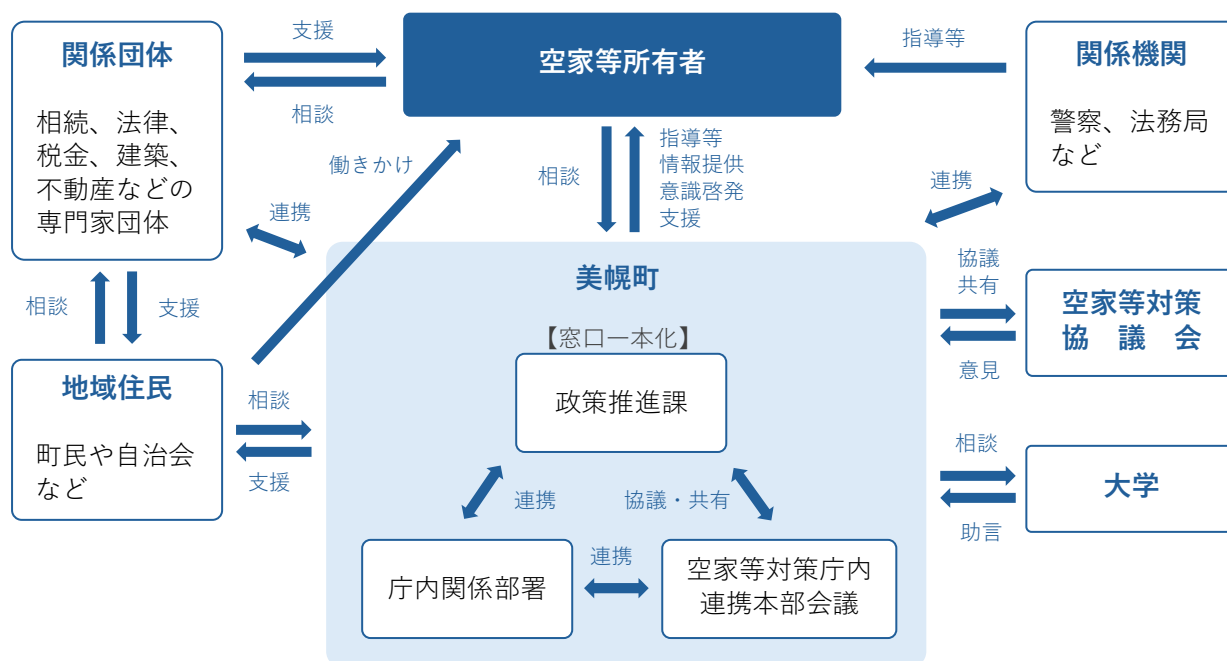 関係団体
相続、法律、
税金、建築、
不動産などの
専門家団体
支援
相談
空家等所有者
指導等
関係機関
警察、法務局
など
働きかけ
相談
指導等
情報提供
意識啓発
支援
連携
連携
相談
支援
美幌町
【窓口一本化】
政策推進課
協議
共有
意見
空家等対策
協　議　会
地域住民
町民や自治会
など
相談
支援
連携
協議・共有
相談
助言
大学
庁内関係部署
連携
空家等対策庁内
連携本部会議